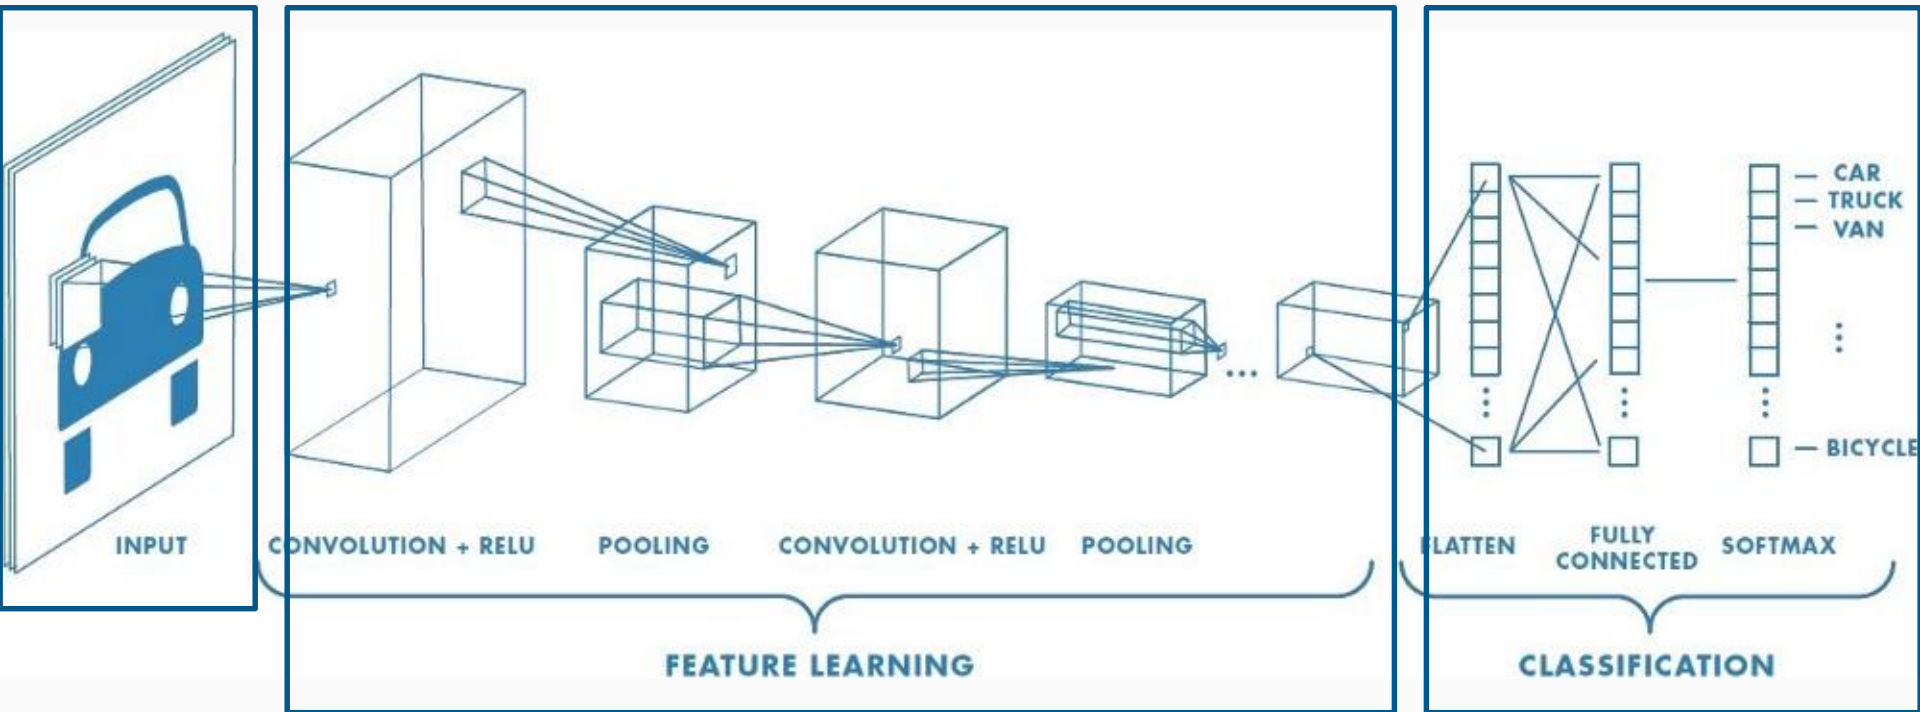 CAR
TRUCK
VAN
BICYCLE
INPUT
CONVOLUTION + RELU
POOLING
CONVOLUTION + RELU
POOLING
FLATTEN
FULLY
CONNECTED
SOFTMAX
FEATURE LEARNING
CLASSIFICATION